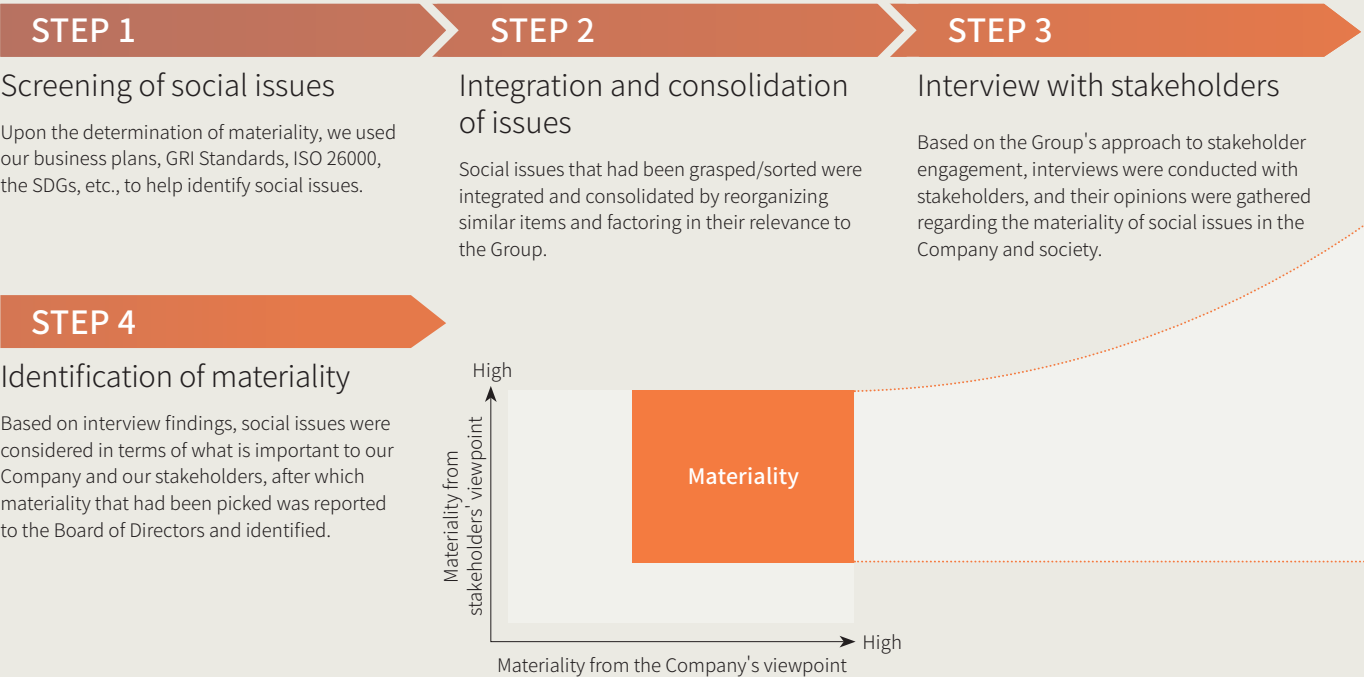 STEP 1
Screening of social issues
Upon the determination of materiality, we used
our business plans, GRI Standards, ISO 26000,
the SDGs, etc., to help identify social issues.
STEP 2
Integration and consolidation
of issues
Social issues that had been grasped/sorted were
integrated and consolidated by reorganizing
similar items and factoring in their relevance to
the Group.
STEP 3
Interview with stakeholders
Based on the Group's approach to stakeholder
engagement, interviews were conducted with
stakeholders, and their opinions were gathered
regarding the materiality of social issues in the
Company and society.
STEP 4
Identification of materiality
Based on interview findings, social issues were
considered in terms of what is important to our
Company and our stakeholders, after which
materiality that had been picked was reported
to the Board of Directors and identified.
High
Materiality from
stakeholders' viewpoint
Materiality
High
Materiality from the Company's viewpoint